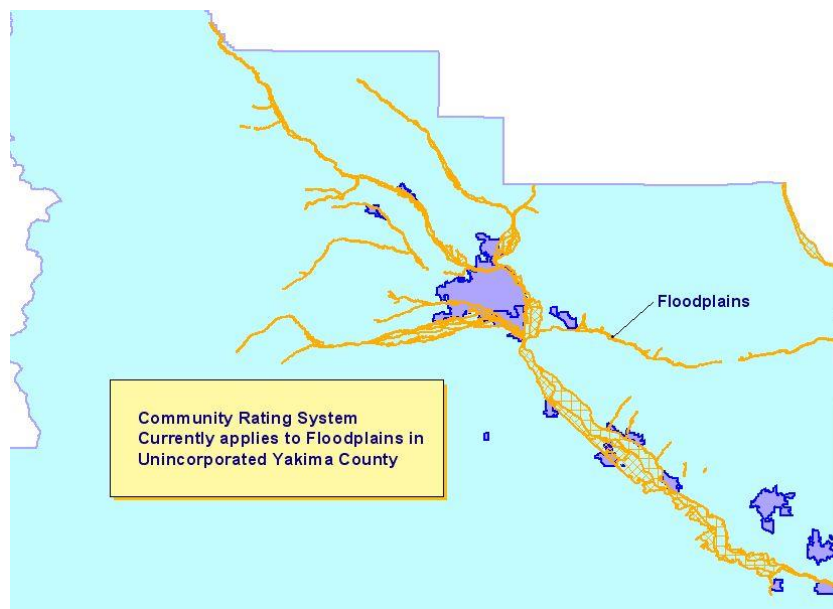 Floodplains
Community Rating System
Currently applies to Floodplains in
Unincorporated Yakima County